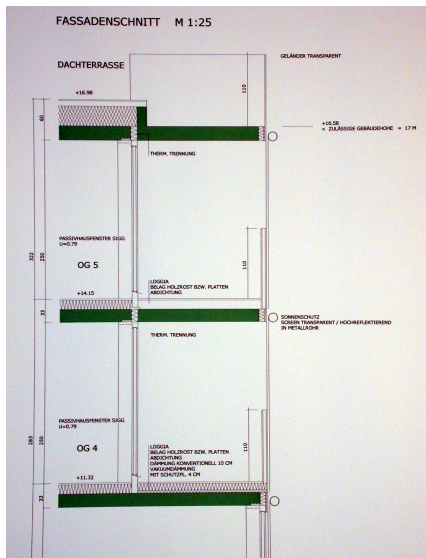 FASSADENSCHNITT M 1:25
GELÄNDER TRANSPARENT
DACHTERRASSE
+16.98
110
60
+16.58
< ZULÄSSIGE GEBÄUDEHÖHE = 17 M
THERM. TRENNUNG
PASSIVHAUSFENSTER SIGG
U=0.79
OG 5
322
250
110
LOGGIA
BELAG HOLZROST BZW. PLATTEN
ABDICHTUNG
+14.15
33
SONNENSCHUTZ
SCREEN TRANSPARENT / HOCHREFLEKTIEREND
IN METALLROHR
THERM. TRENNUNG
PASSIVHAUSFENSTER SIGG
U=0.79
OG 4
283
250
110
LOGGIA
BELAG HOLZROST BZW. PLATTEN
ABDICHTUNG
DÄMMUNG KONVENTIONELL 10 CM
VAKUUMDÄMMUNG
MIT SCHUTZPL. 4 CM
+11.32
33